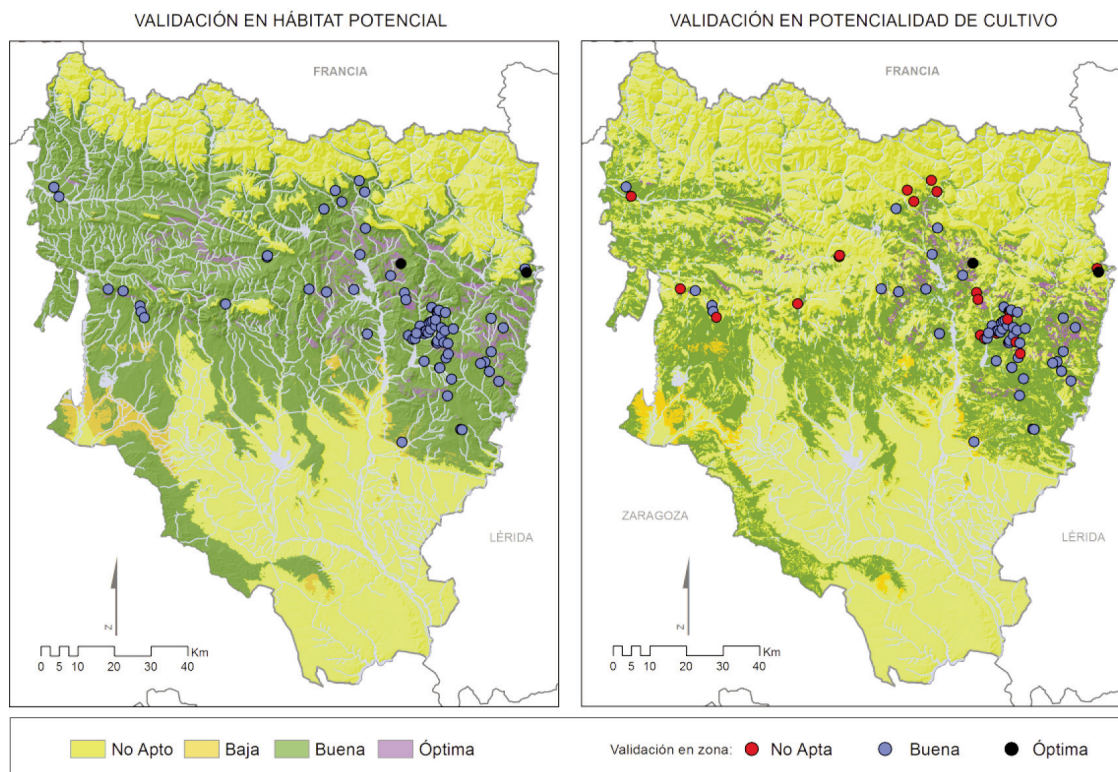 VALIDACIÓN EN HÁBITAT POTENCIAL
VALIDACIÓN EN POTENCIALIDAD DE CULTIVO
FRANCIA
FRANCIA
ZARAGOZA
LÉRIDA
LÉRIDA
N
N
Km
0 5 10 20 30 40
Km
0 5 10 20 30 40
No Apto Baja Buena Óptima
Validación en zona: No Apta Buena Óptima